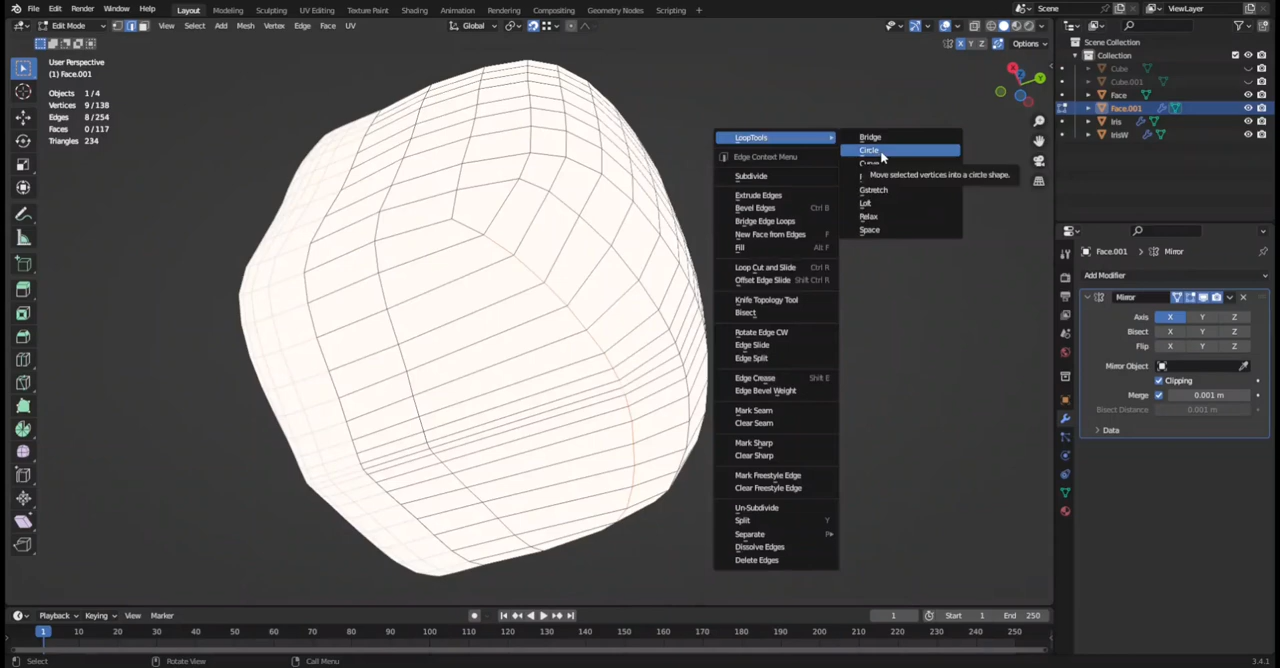 File Edit Render Window Help Layout Modeling Sculpting UV Editing Texture Paint Shading Animation Rendering Compositing Geometry Nodes Scripting + Scene ViewLayer
Edit Mode View Select Add Mesh Vertex Edge Face UV Global
X Y Z Options
User Perspective
(1) Face.001
Objects 1/4
Vertices 9/138
Edges 8/254
Faces 0/117
Triangles 234
X
Y
Z
LoopTools
Edge Context Menu
Subdivide
Extrude Edges
Bevel Edges Ctrl B
Bridge Edge Loops
New Face from Edges F
Fill Alt F
Loop Cut and Slide Ctrl R
Offset Edge Slide Shift Ctrl R
Knife Topology Tool
Bisect
Rotate Edge CW
Edge Slide
Edge Split
Edge Crease Shift E
Edge Bevel Weight
Mark Seam
Clear Seam
Mark Sharp
Clear Sharp
Mark Freestyle Edge
Clear Freestyle Edge
Un-Subdivide
Split Y
Separate P
Dissolve Edges
Delete Edges
Bridge
Circle
Move selected vertices into a circle shape.
Gstretch
Loft
Relax
Space
Scene Collection
Collection
Cube
Cube.001
Face
Face.001
Iris
IrisW
Face.001 > Mirror
Add Modifier
Mirror
Axis X Y Z
Bisect X Y Z
Flip X Y Z
Mirror Object
Clipping
Merge 0.001 m
Bisect Distance 0.001 m
Data
Playback Keying View Marker 1 Start 1 End 250
1 10 20 30 40 50 60 70 80 90 100 110 120 130 140 150 160 170 180 190 200 210 220 230 240 250
Select Rotate View Call Menu 3.4.1